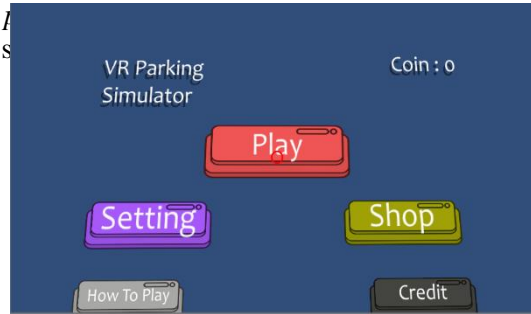 VR Parking
Simulator
Coin : 0
Play
Setting
Shop
How To Play
Credit